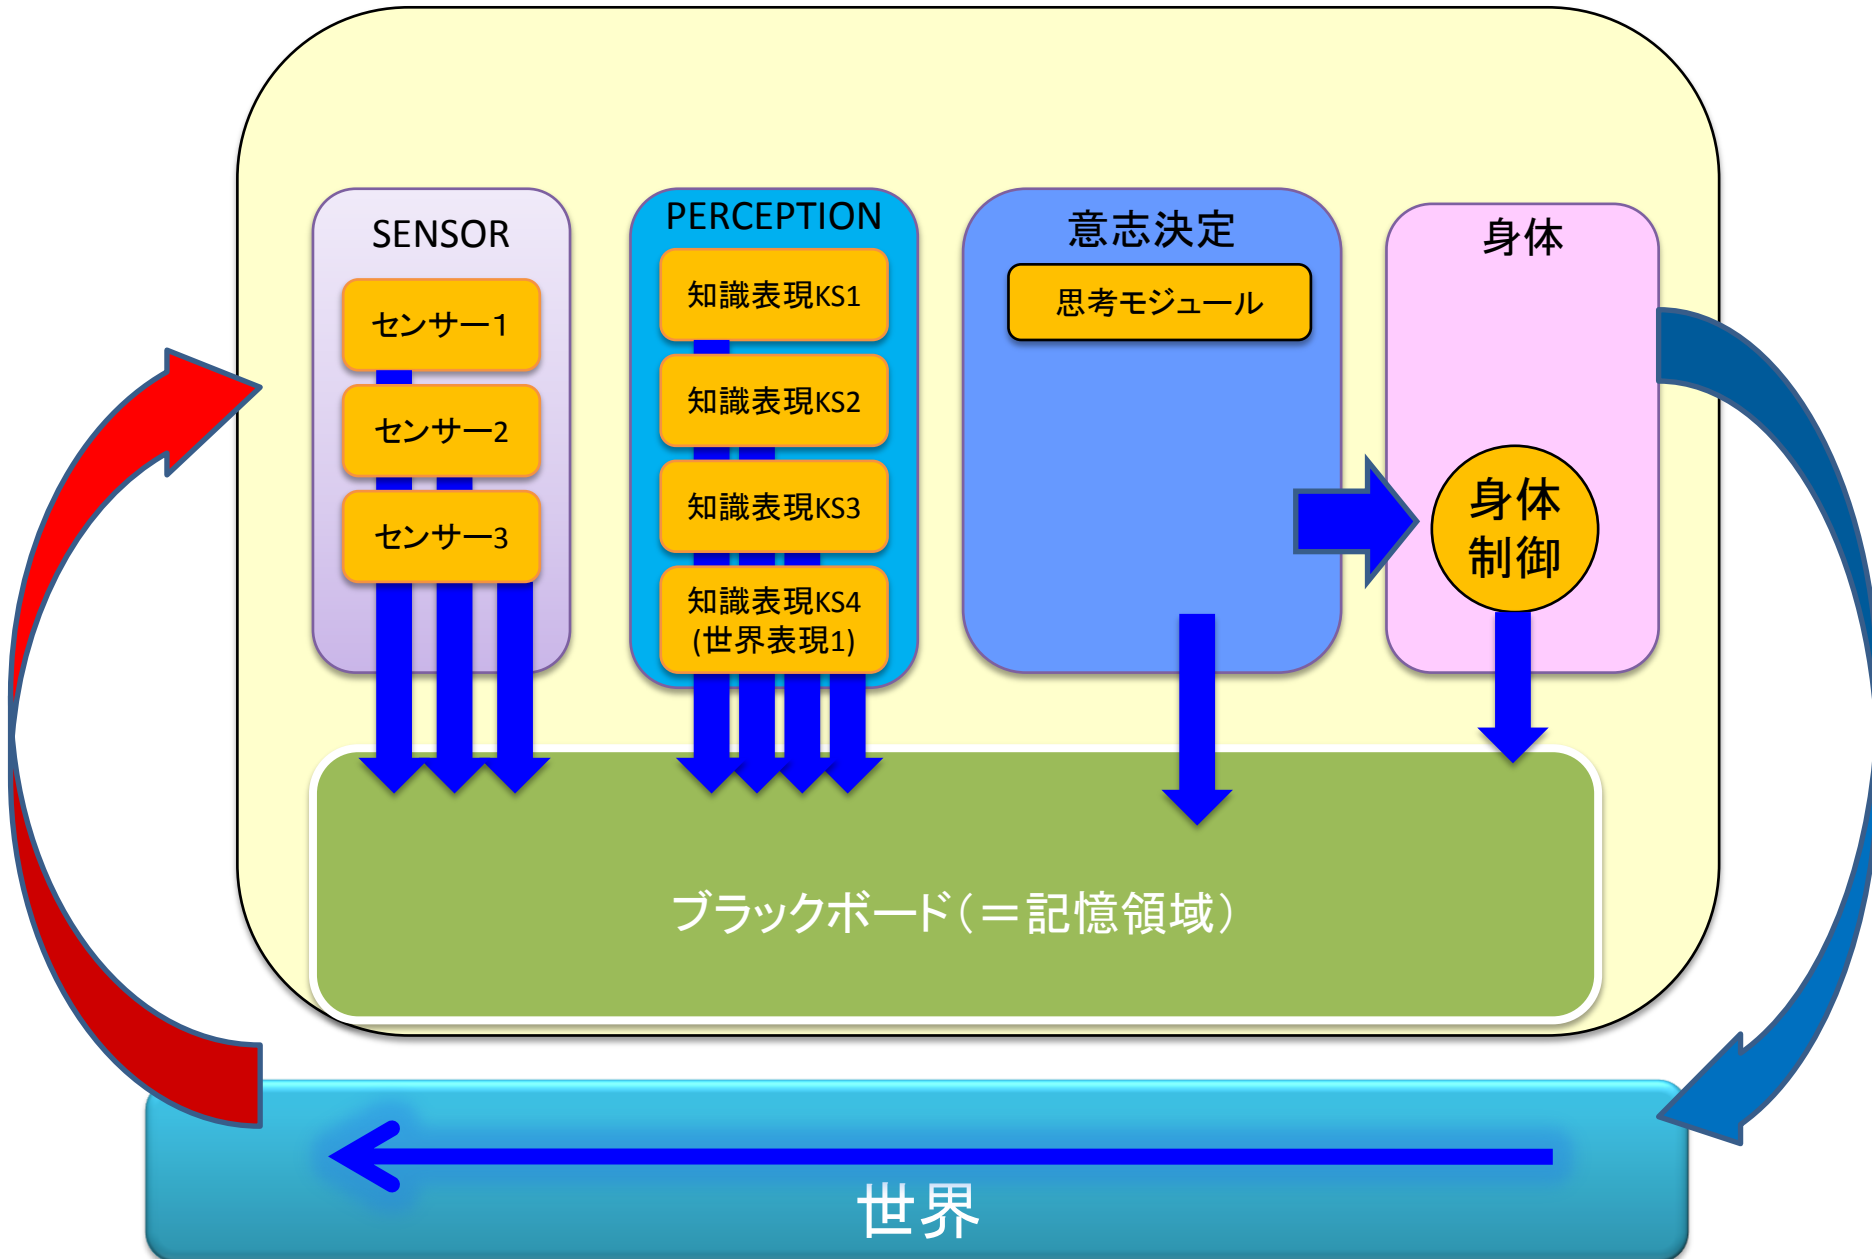 SENSOR
センサー１
センサー2
センサー3
PERCEPTION
知識表現KS1
知識表現KS2
知識表現KS3
知識表現KS4
(世界表現1)
意志決定
思考モジュール
身体
身体
制御
ブラックボード（＝記憶領域）
世界